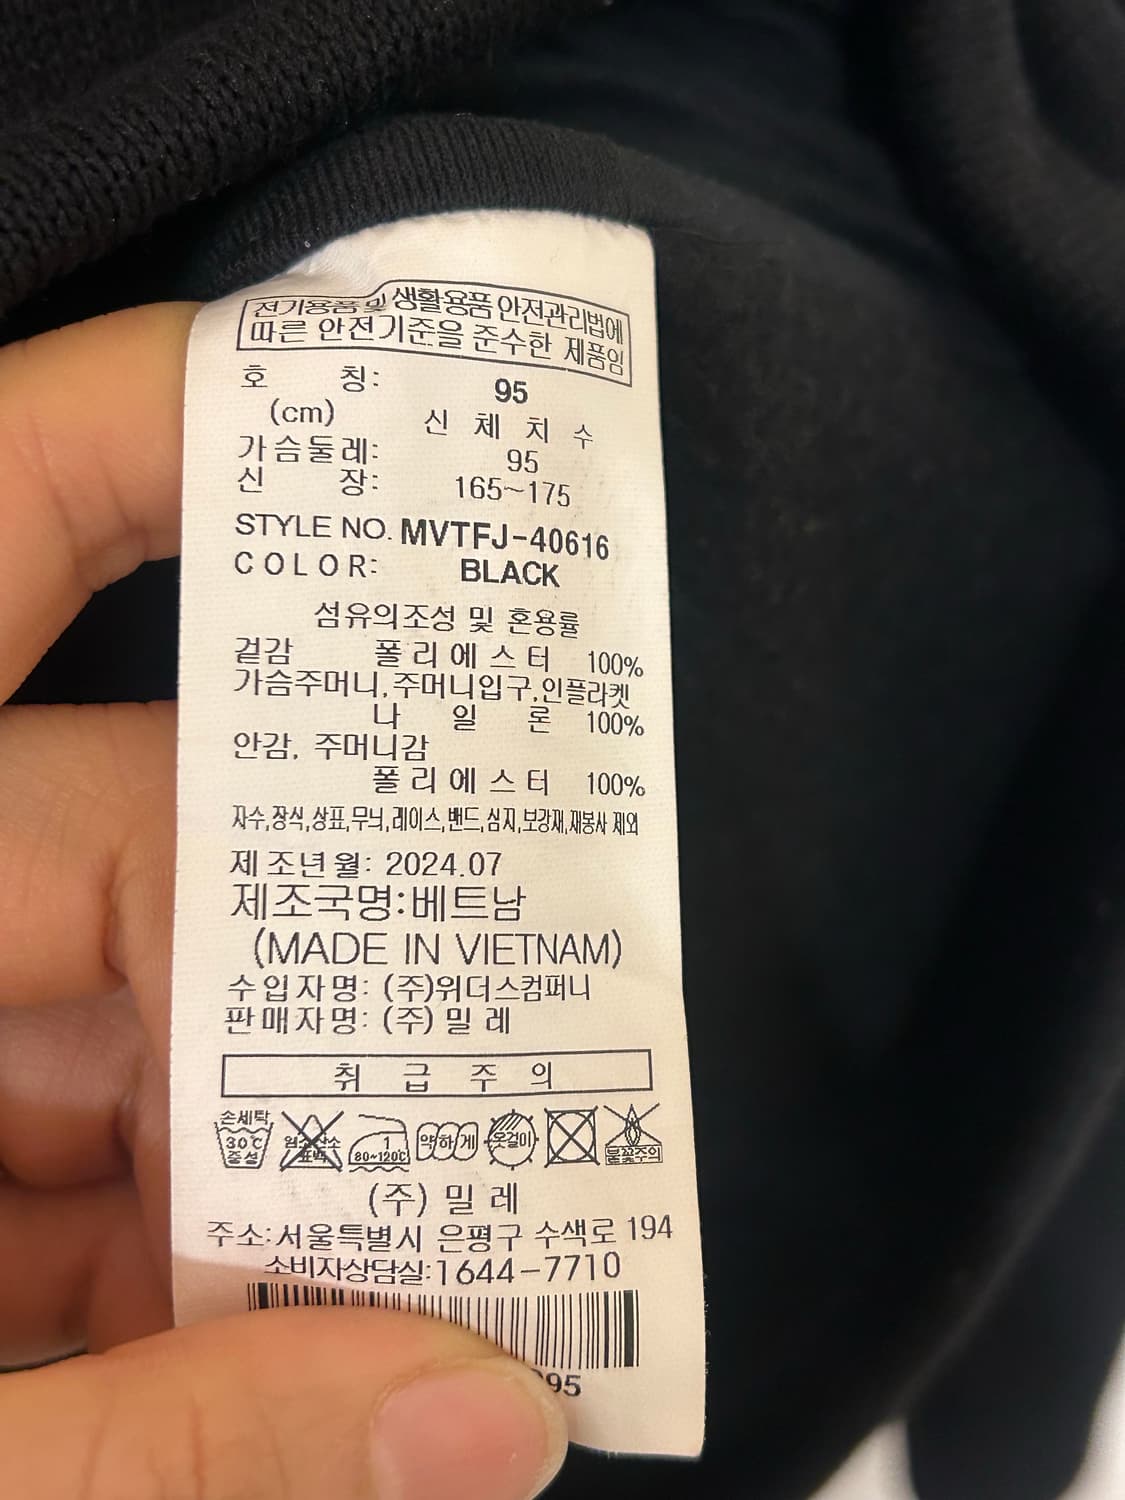 전기용품 및 생활용품 안전관리법에
따른 안전기준을 준수한 제품임
호 칭: 95
(cm) 신 체 치 수
가슴둘레: 95
신 장: 165~175
STYLE NO. MVTFJ-40616
COLOR: BLACK
섬유의조성 및 혼용률
겉감 폴리에스터 100%
가슴주머니,주머니입구,인플라켓
나 일 론 100%
안감, 주머니감
폴리에스터 100%
자수,장식,상표,무늬,레이스,밴드,심지,보강재,재봉사 제외
제조년월: 2024.07
제조국명:베트남
(MADE IN VIETNAM)
수입자명: (주)위더스컴퍼니
판매자명: (주) 밀 레
취 급 주 의
손세탁 30℃ 중성 염소산소 표백 1 80~120℃ 약하게 옷걸이 불꽃주의
(주) 밀 레
주소:서울특별시 은평구 수색로 194
소비자상담실:1644-7710
95